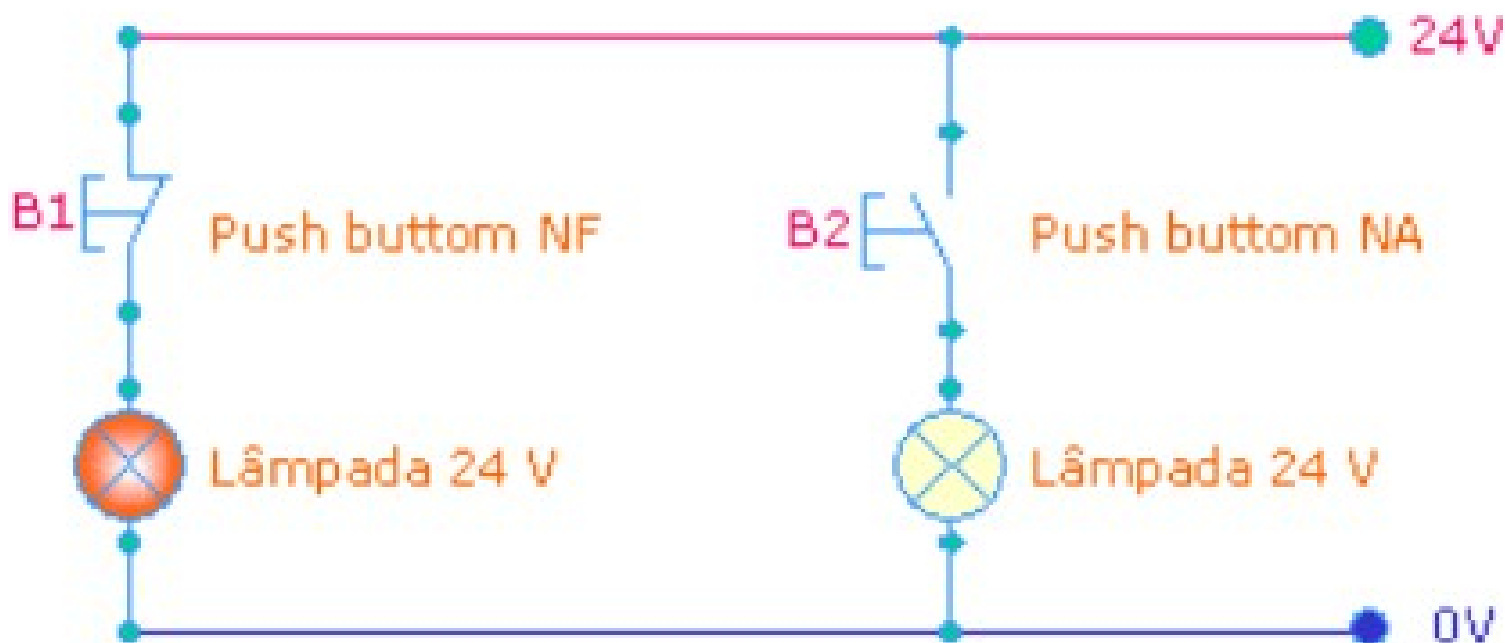 24V
B1
Push buttom NF
B2
Push buttom NA
Lâmpada 24 V
Lâmpada 24 V
0V